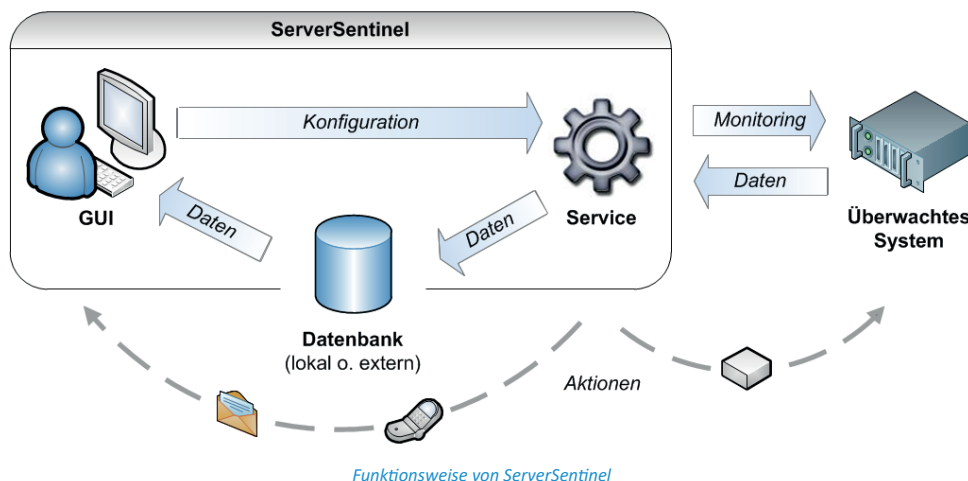 ServerSentinel
Konfiguration
Monitoring
Daten
GUI
Daten
Daten
Service
Überwachtes
System
Datenbank
(lokal o. extern)
Aktionen
Funktionsweise von ServerSentinel